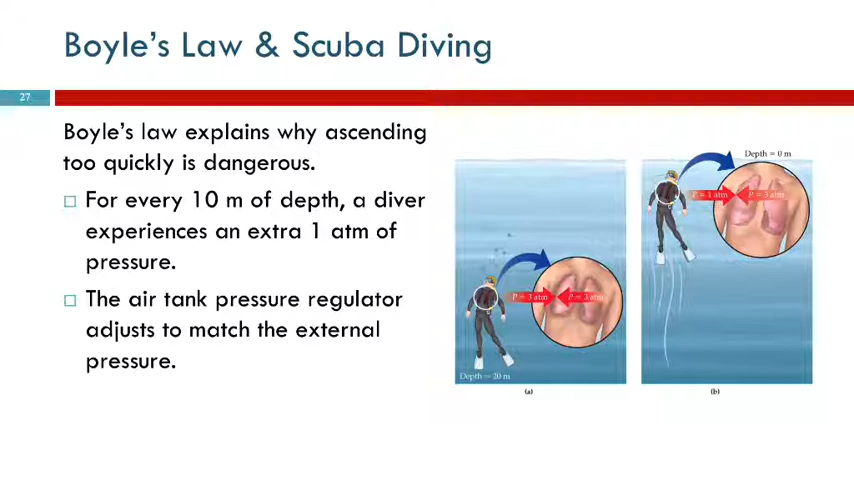 Boyle's Law & Scuba Diving
27
Boyle's law explains why ascending
too quickly is dangerous.
For every 10 m of depth, a diver
experiences an extra 1 atm of
pressure.
The air tank pressure regulator
adjusts to match the external
pressure.
Depth = 0 m
P = 1 atm
P = 3 atm
P = 3 atm
P = 3 atm
Depth = 20 m
(a)
(b)